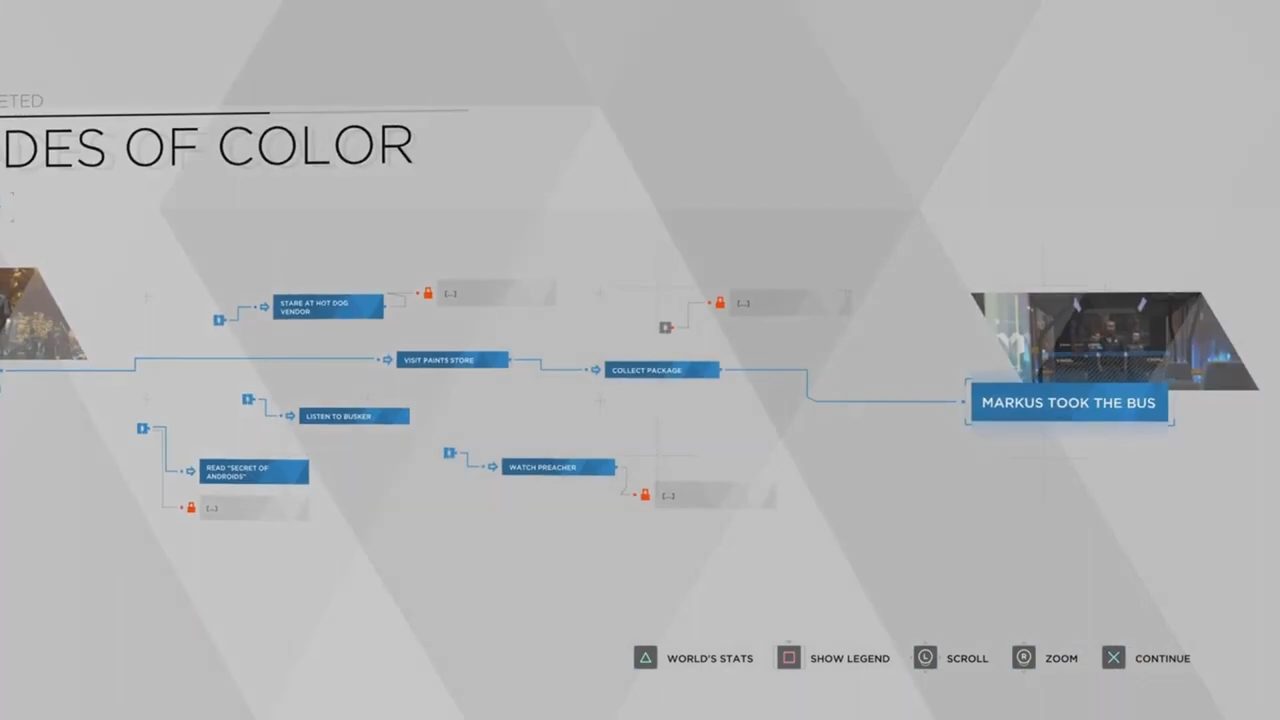 ETED
DES OF COLOR
STARE AT HOT DOG
VENDOR
[...]
[...]
VISIT PAINTS STORE
COLLECT PACKAGE
MARKUS TOOK THE BUS
LISTEN TO BUSKER
READ "SECRET OF
ANDROIDS"
WATCH PREACHER
[...]
[...]
WORLD'S STATS
SHOW LEGEND
L SCROLL
R ZOOM
CONTINUE